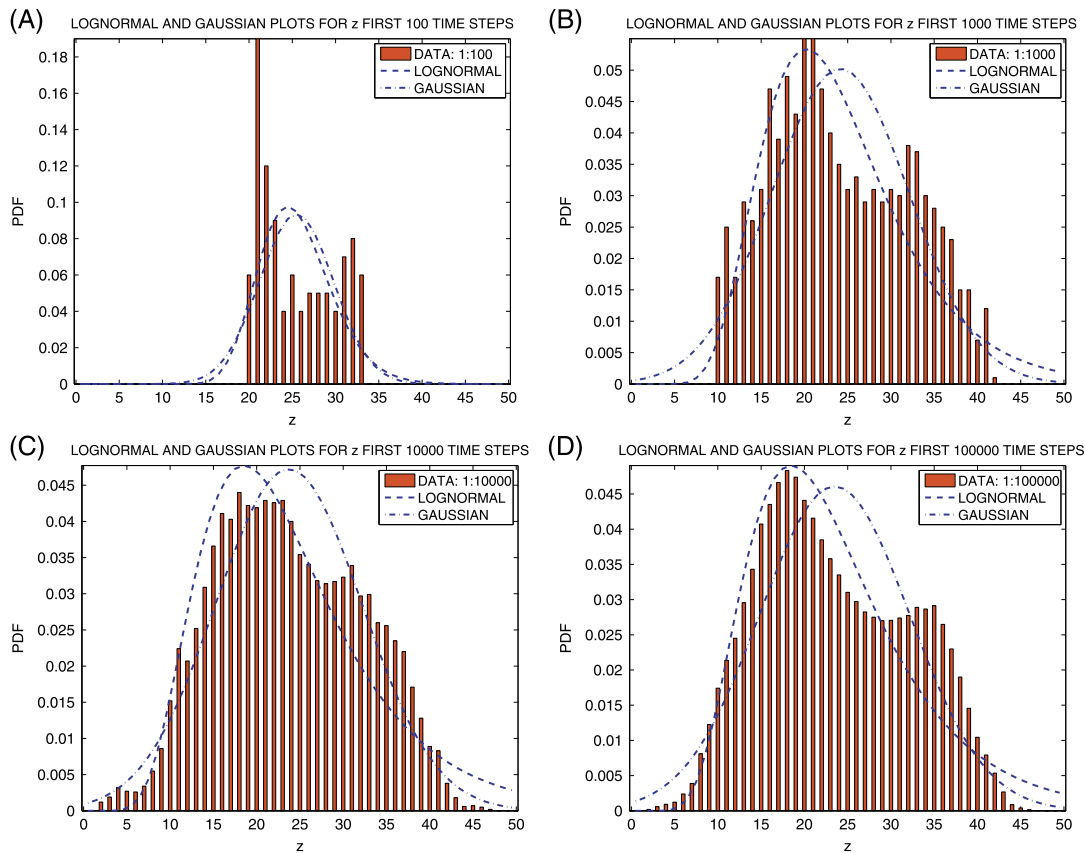 (A)
LOGNORMAL AND GAUSSIAN PLOTS FOR z FIRST 100 TIME STEPS
DATA: 1:100
LOGNORMAL
GAUSSIAN
PDF
0.18
0.16
0.14
0.12
0.1
0.08
0.06
0.04
0.02
0
0 5 10 15 20 25 30 35 40 45 50
z
(B)
LOGNORMAL AND GAUSSIAN PLOTS FOR z FIRST 1000 TIME STEPS
DATA: 1:1000
LOGNORMAL
GAUSSIAN
PDF
0.05
0.045
0.04
0.035
0.03
0.025
0.02
0.015
0.01
0.005
0
0 5 10 15 20 25 30 35 40 45 50
z
(C)
LOGNORMAL AND GAUSSIAN PLOTS FOR z FIRST 10000 TIME STEPS
DATA: 1:10000
LOGNORMAL
GAUSSIAN
PDF
0.045
0.04
0.035
0.03
0.025
0.02
0.015
0.01
0.005
0
0 5 10 15 20 25 30 35 40 45 50
z
(D)
LOGNORMAL AND GAUSSIAN PLOTS FOR z FIRST 100000 TIME STEPS
DATA: 1:100000
LOGNORMAL
GAUSSIAN
PDF
0.045
0.04
0.035
0.03
0.025
0.02
0.015
0.01
0.005
0
0 5 10 15 20 25 30 35 40 45 50
z